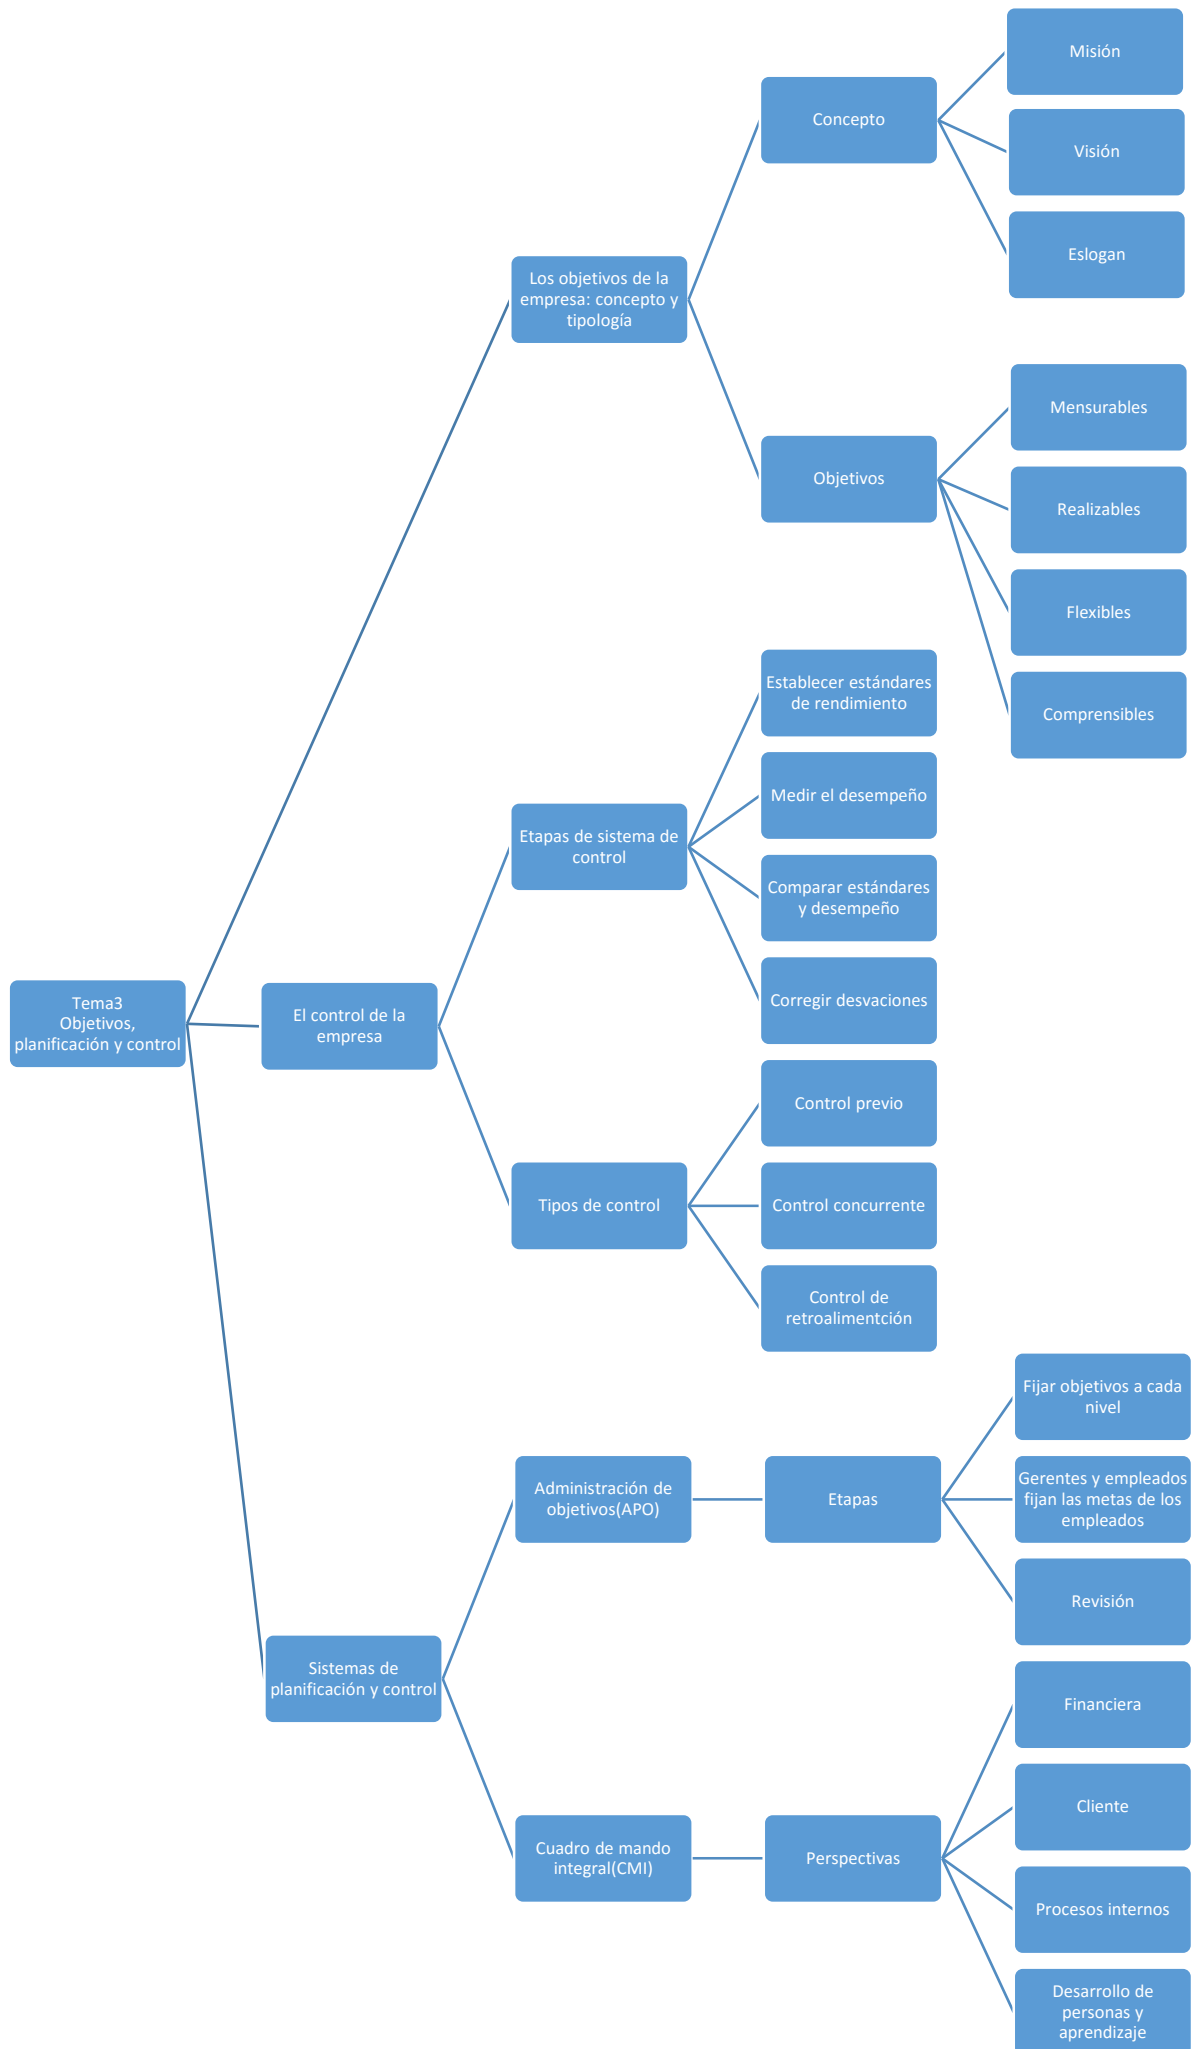 Misión
Concepto
Visión
Eslogan
Los objetivos de la
empresa: concepto y
tipología
Mensurables
Objetivos
Realizables
Flexibles
Comprensibles
Establecer estándares
de rendimiento
Medir el desempeño
Etapas de sistema de
control
Comparar estándares
y desempeño
Corregir desvaciones
Tema3
Objetivos,
planificación y control
El control de la
empresa
Control previo
Tipos de control
Control concurrente
Control de
retroalimentción
Fijar objetivos a cada
nivel
Administración de
objetivos(APO)
Etapas
Gerentes y empleados
fijan las metas de los
empleados
Revisión
Sistemas de
planificación y control
Financiera
Cliente
Cuadro de mando
integral(CMI)
Perspectivas
Procesos internos
Desarrollo de
personas y
aprendizaje